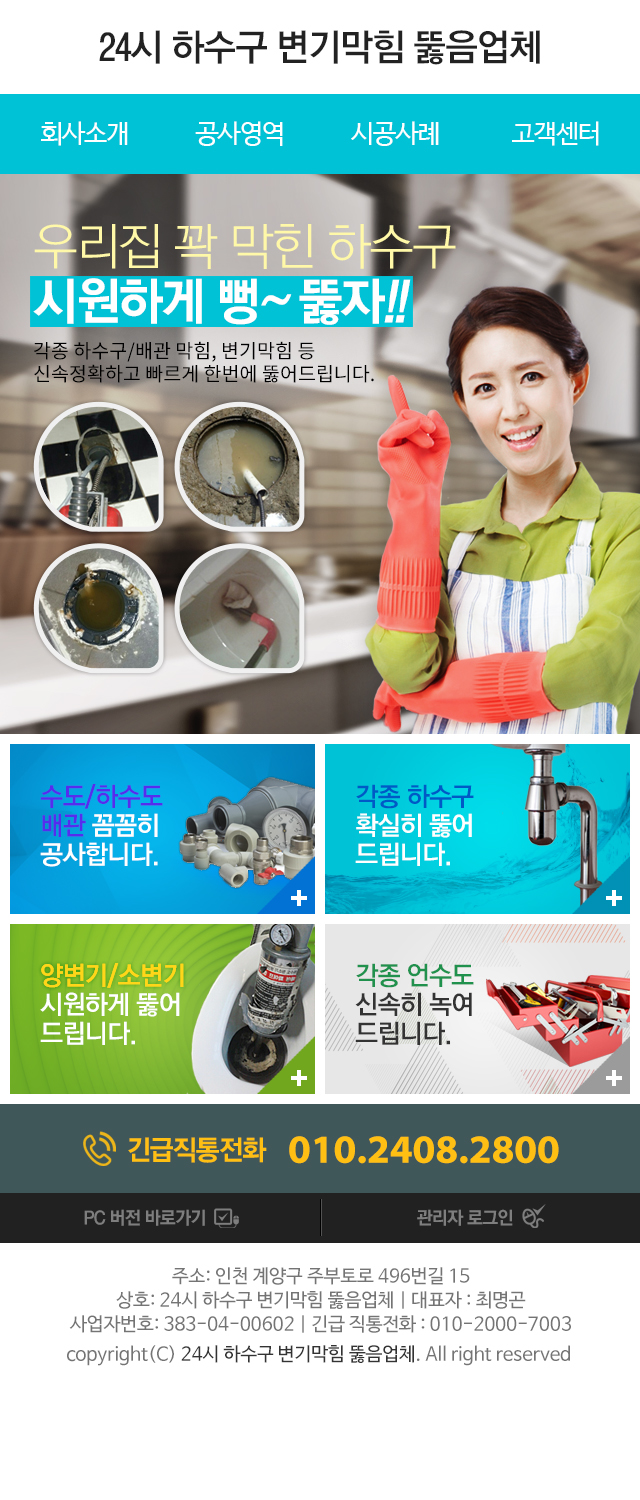 24시 하수구 변기막힘 뚫음업체
회사소개 공사영역 시공사례 고객센터
우리집 꽉 막힌 하수구
시원하게 뻥~ 뚫자!!
각종 하수구/배관 막힘, 변기막힘 등
신속정확하고 빠르게 한번에 뚫어드립니다.
수도/하수도
배관 꼼꼼히
공사합니다.
각종 하수구
확실히 뚫어
드립니다.
양변기/소변기
시원하게 뚫어
드립니다.
각종 언수도
신속히 녹여
드립니다.
긴급직통전화 010.2408.2800
PC 버전 바로가기 관리자 로그인
주소: 인천 계양구 주부토로 496번길 15
상호: 24시 하수구 변기막힘 뚫음업체 | 대표자 : 최명곤
사업자번호: 383-04-00602 | 긴급 직통전화 : 010-2000-7003
copyright(C) 24시 하수구 변기막힘 뚫음업체. All right reserved